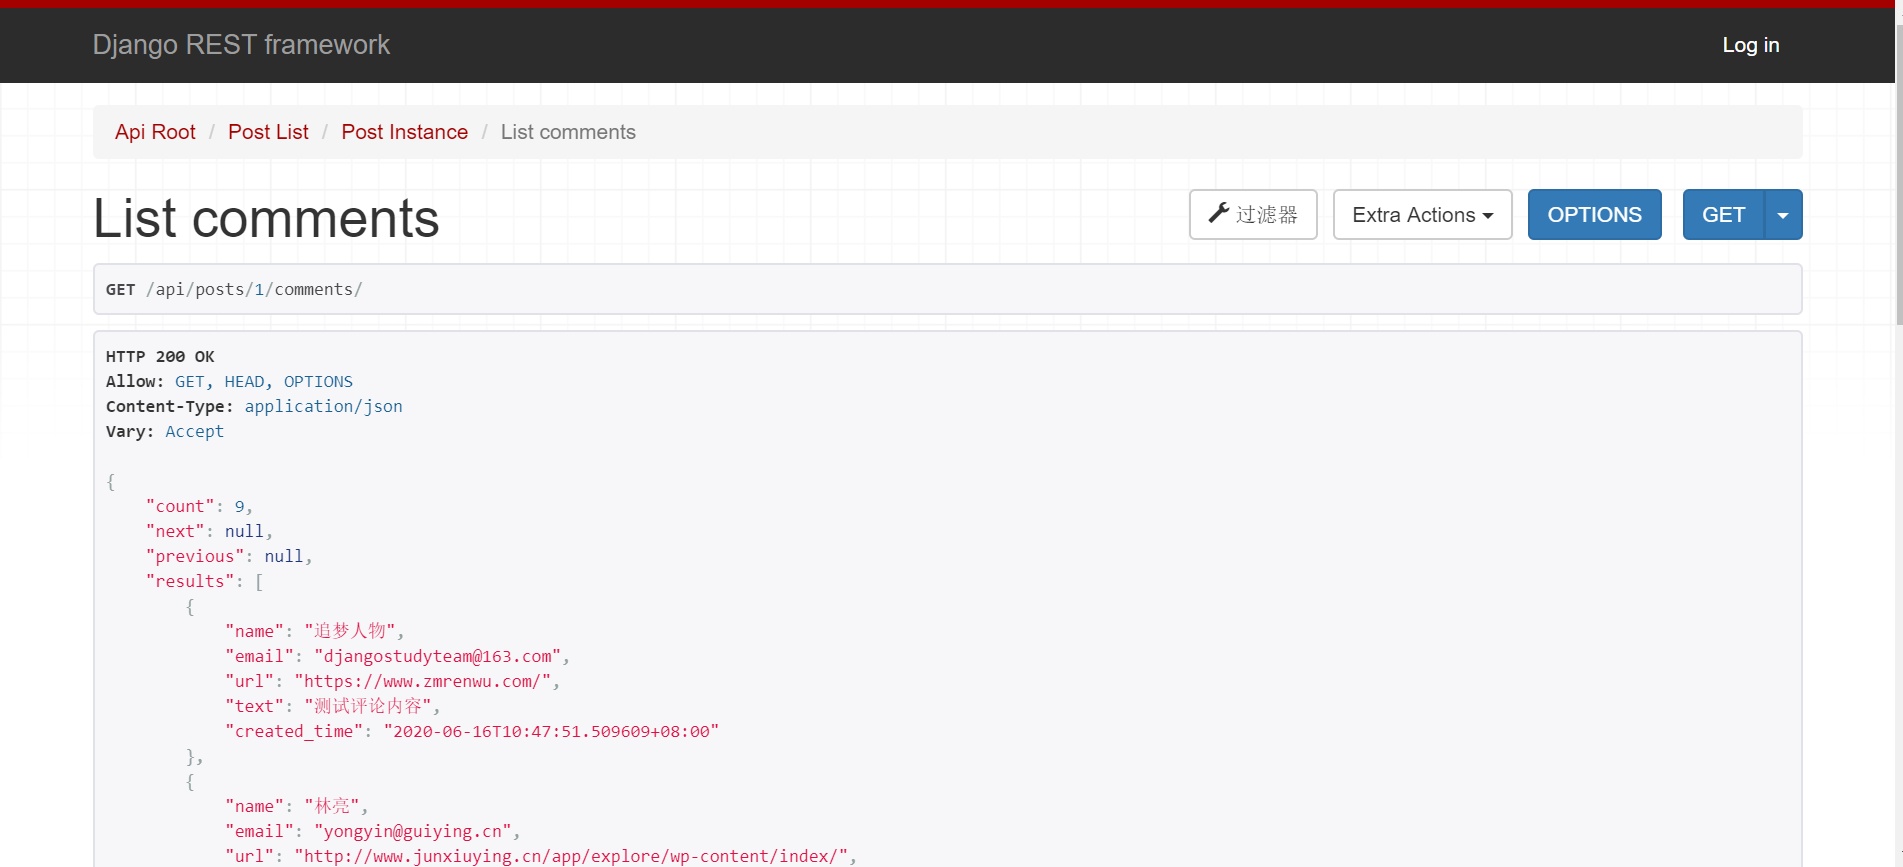 Django REST framework
Log in
Api Root / Post List / Post Instance / List comments
List comments
过滤器
Extra Actions
OPTIONS
GET
GET /api/posts/1/comments/
HTTP 200 OK
Allow: GET, HEAD, OPTIONS
Content-Type: application/json
Vary: Accept
{
"count": 9,
"next": null,
"previous": null,
"results": [
{
"name": "追梦人物",
"email": "djangostudyteam@163.com",
"url": "https://www.zmrenwu.com/",
"text": "测试评论内容",
"created_time": "2020-06-16T10:47:51.509609+08:00"
},
{
"name": "林亮",
"email": "yongyin@guiying.cn",
"url": "http://www.junxiuying.cn/app/explore/wp-content/index/",